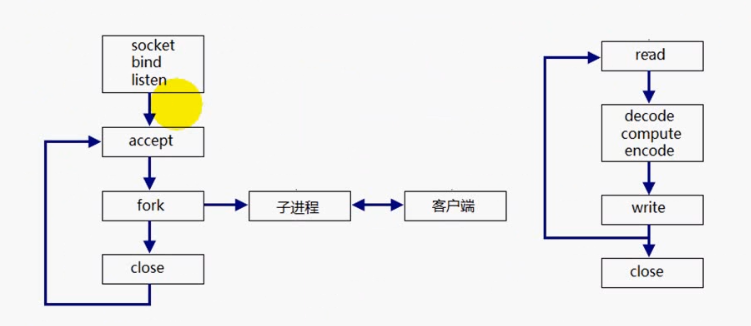 socket
bind
listen
accept
fork
子进程
客户端
close
read
decode
compute
encode
write
close